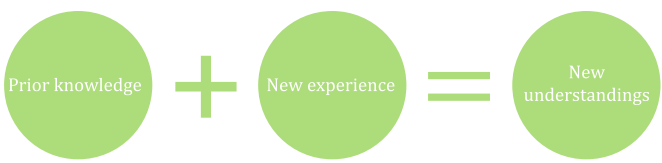 Prior knowledge
+
New experience
=
New
understandings